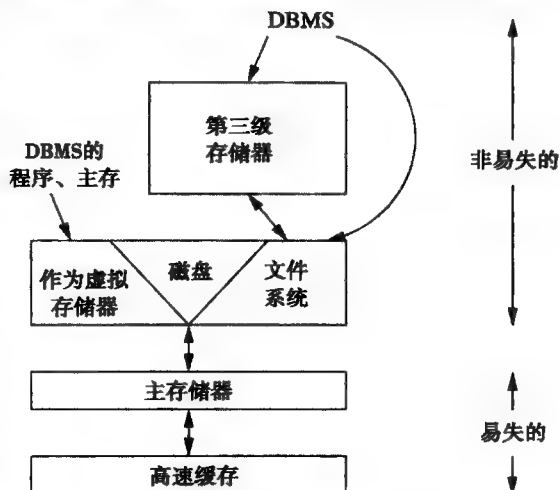 DBMS
第三级
存储器
DBMS的
程序、主存
非易失的
作为虚拟
存储器
磁盘
文件
系统
主存储器
易失的
高速缓存